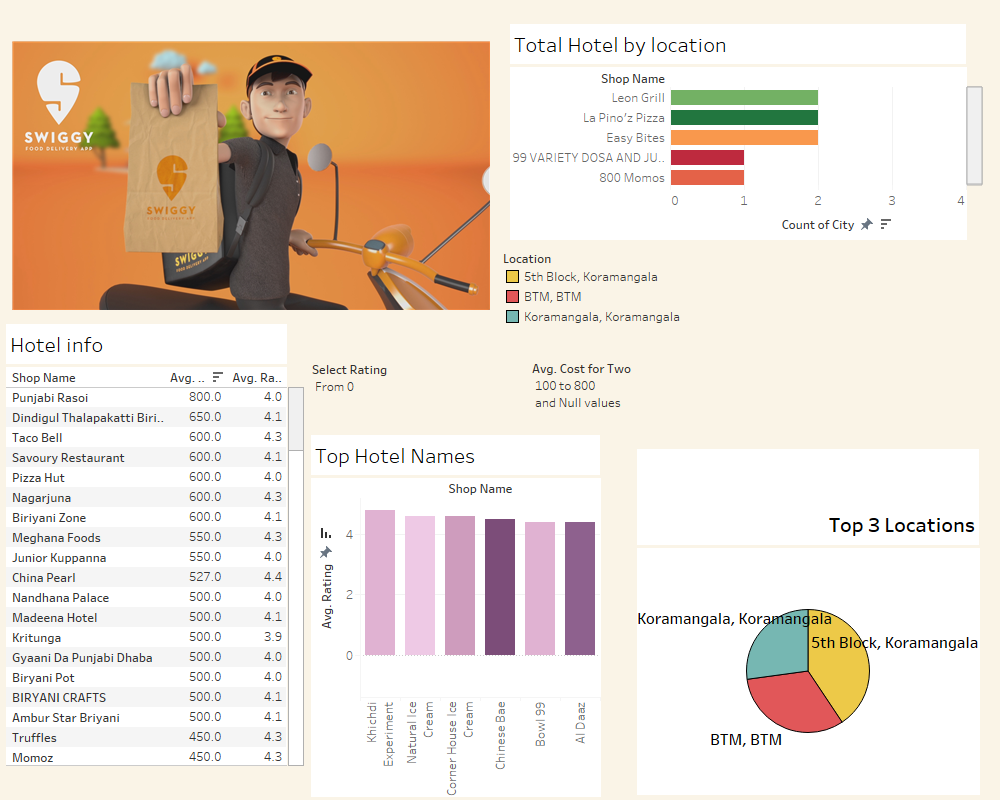 SWIGGY
FOOD DELIVERY APP
SWIGGY
SWIGGY
Total Hotel by location
Shop Name
Leon Grill
La Pino'z Pizza
Easy Bites
99 VARIETY DOSA AND JU..
800 Momos
0 1 2 3 4
Count of City
Location
5th Block, Koramangala
BTM, BTM
Koramangala, Koramangala
Hotel info
Shop Name Avg. .. Avg. Ra..
Punjabi Rasoi 800.0 4.0
Dindigul Thalapakatti Biri.. 650.0 4.1
Taco Bell 600.0 4.3
Savoury Restaurant 600.0 4.1
Pizza Hut 600.0 4.0
Nagarjuna 600.0 4.3
Biriyani Zone 600.0 4.1
Meghana Foods 550.0 4.3
Junior Kuppanna 550.0 4.0
China Pearl 527.0 4.4
Nandhana Palace 500.0 4.0
Madeena Hotel 500.0 4.1
Kritunga 500.0 3.9
Gyaani Da Punjabi Dhaba 500.0 4.0
Biryani Pot 500.0 4.0
BIRYANI CRAFTS 500.0 4.1
Ambur Star Briyani 500.0 4.1
Truffles 450.0 4.3
Momoz 450.0 4.3
Select Rating
From 0
Avg. Cost for Two
100 to 800
and Null values
Top Hotel Names
Shop Name
Avg. Rating
4
2
0
Khichdi
Experiment
Natural Ice
Cream
Corner House Ice
Cream
Chinese Bae
Bowl 99
Al Daaz
Top 3 Locations
Koramangala, Koramangala
5th Block, Koramangala
BTM, BTM